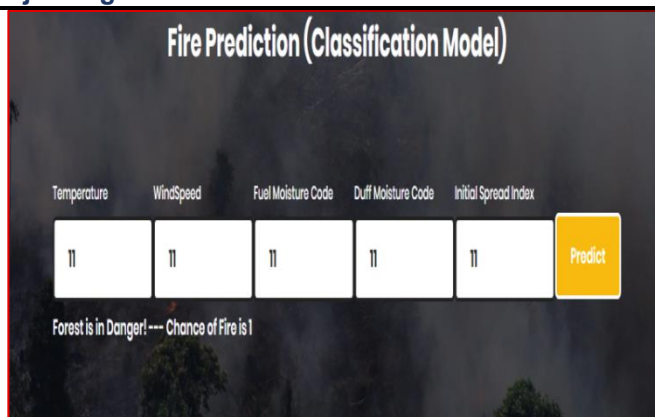 Fire Prediction (Classification Model)
Temperature WindSpeed Fuel Moisture Code Duff Moisture Code Initial Spread Index
11 11 11 11 11 Predict
Forest is in Danger! --- Chance of Fire is 1